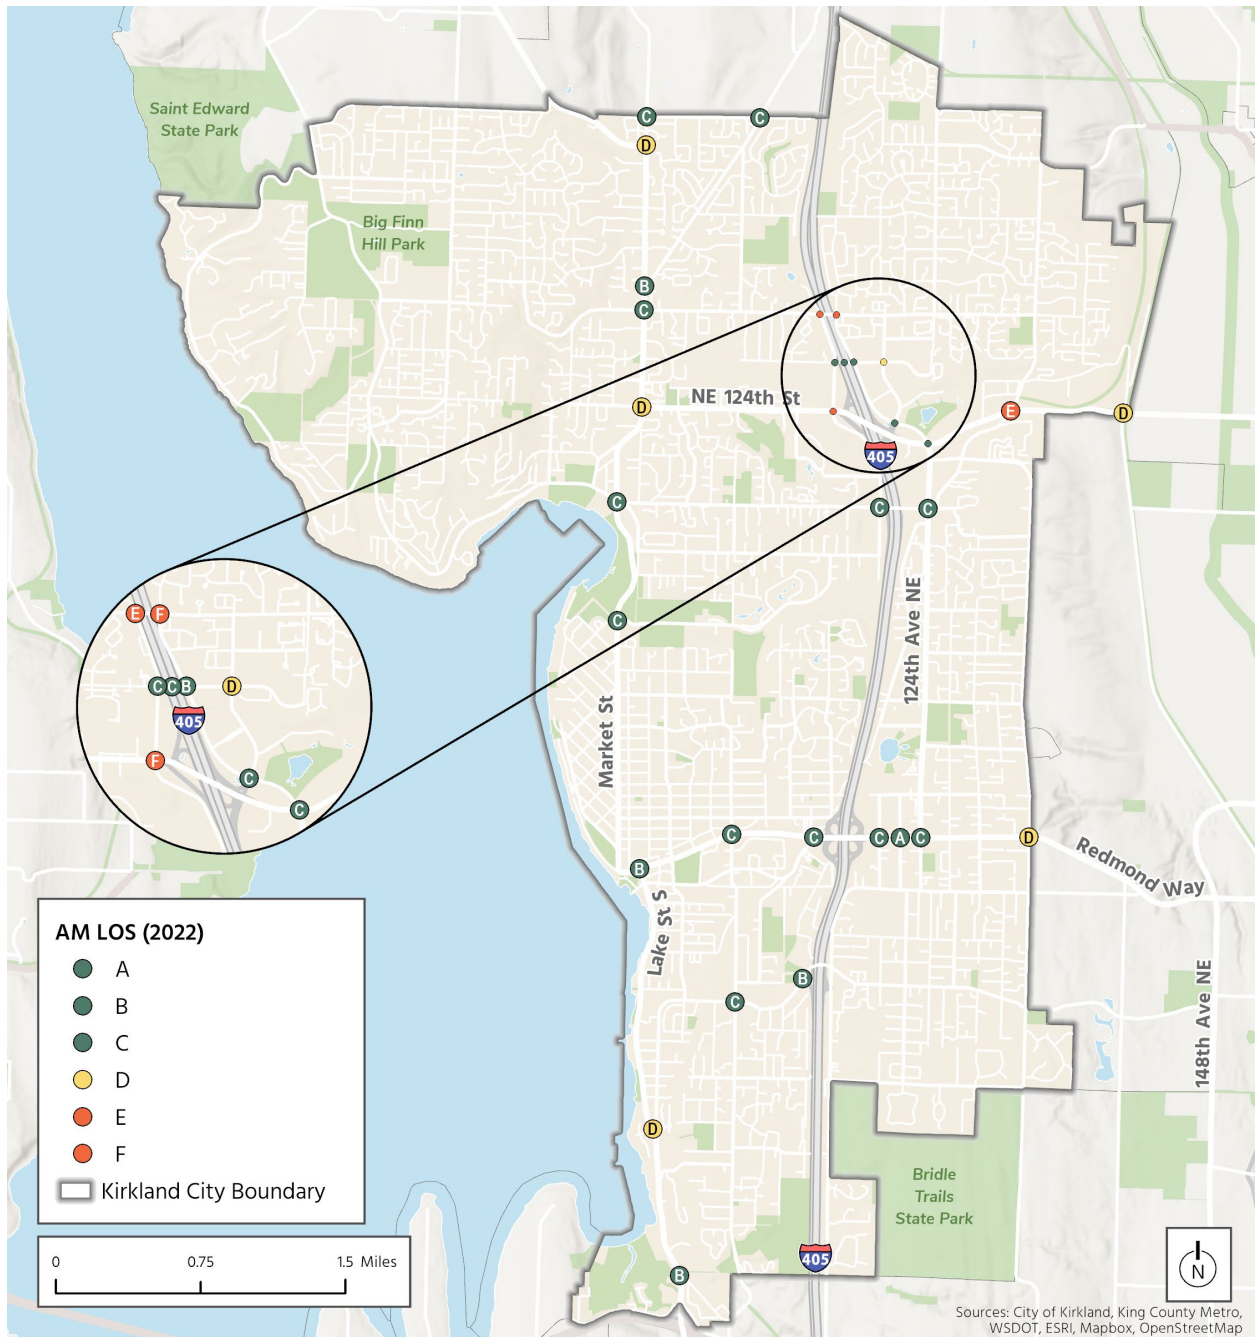 C
C
D
Saint Edward
State Park
Big Finn
Hill Park
B
C
D
NE 124th St
E
D
405
C
C
C
C
E F
C C B
D
405
F
C
C
124th Ave NE
Market St
C
C
C A C
D
B
Redmond Way
Lake St S
B
C
148th Ave NE
D
Bridle
Trails
State Park
B
405
AM LOS (2022)
A
B
C
D
E
F
Kirkland City Boundary
0 0.75 1.5 Miles
N
Sources: City of Kirkland, King County Metro,
WSDOT, ESRI, Mapbox, OpenStreetMap